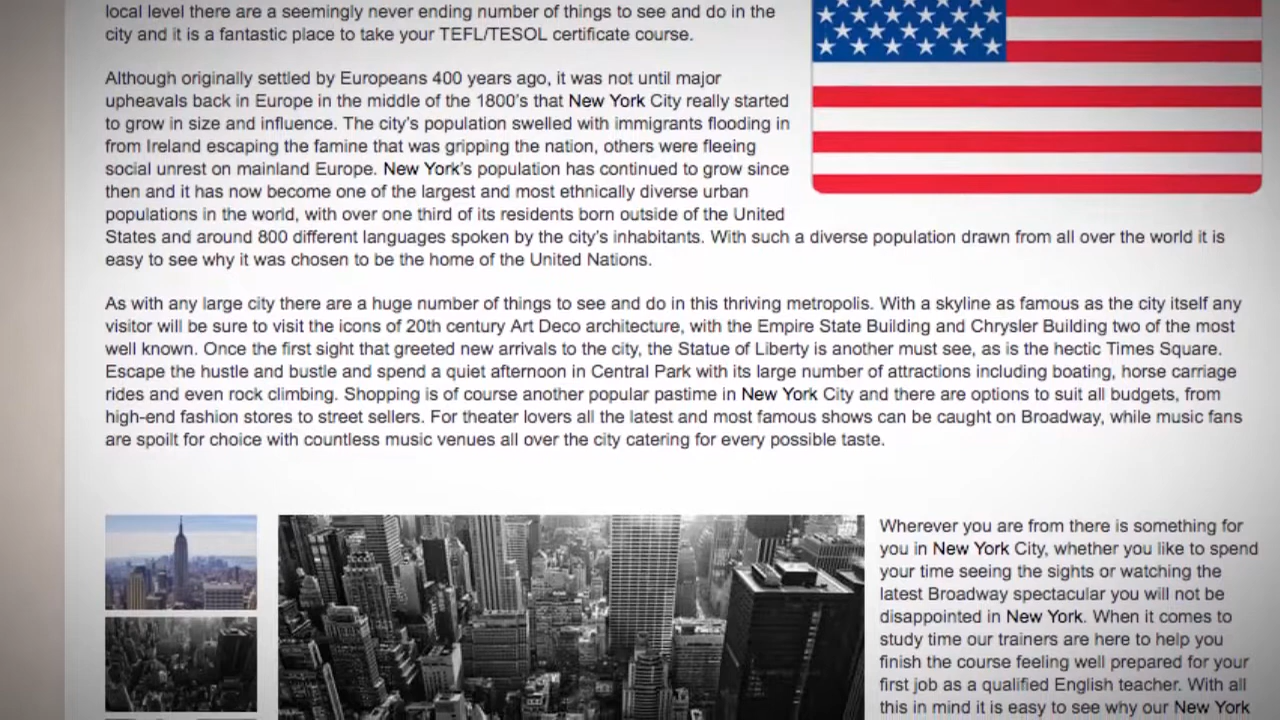 local level there are a seemingly never ending number of things to see and do in the
city and it is a fantastic place to take your TEFL/TESOL certificate course.
Although originally settled by Europeans 400 years ago, it was not until major
upheavals back in Europe in the middle of the 1800's that New York City really started
to grow in size and influence. The city's population swelled with immigrants flooding in
from Ireland escaping the famine that was gripping the nation, others were fleeing
social unrest on mainland Europe. New York's population has continued to grow since
then and it has now become one of the largest and most ethnically diverse urban
populations in the world, with over one third of its residents born outside of the United
States and around 800 different languages spoken by the city's inhabitants. With such a diverse population drawn from all over the world it is
easy to see why it was chosen to be the home of the United Nations.
As with any large city there are a huge number of things to see and do in this thriving metropolis. With a skyline as famous as the city itself any
visitor will be sure to visit the icons of 20th century Art Deco architecture, with the Empire State Building and Chrysler Building two of the most
well known. Once the first sight that greeted new arrivals to the city, the Statue of Liberty is another must see, as is the hectic Times Square.
Escape the hustle and bustle and spend a quiet afternoon in Central Park with its large number of attractions including boating, horse carriage
rides and even rock climbing. Shopping is of course another popular pastime in New York City and there are options to suit all budgets, from
high-end fashion stores to street sellers. For theater lovers all the latest and most famous shows can be caught on Broadway, while music fans
are spoilt for choice with countless music venues all over the city catering for every possible taste.
Wherever you are from there is something for
you in New York City, whether you like to spend
your time seeing the sights or watching the
latest Broadway spectacular you will not be
disappointed in New York. When it comes to
study time our trainers are here to help you
finish the course feeling well prepared for your
first job as a qualified English teacher. With all
this in mind it is easy to see why our New York